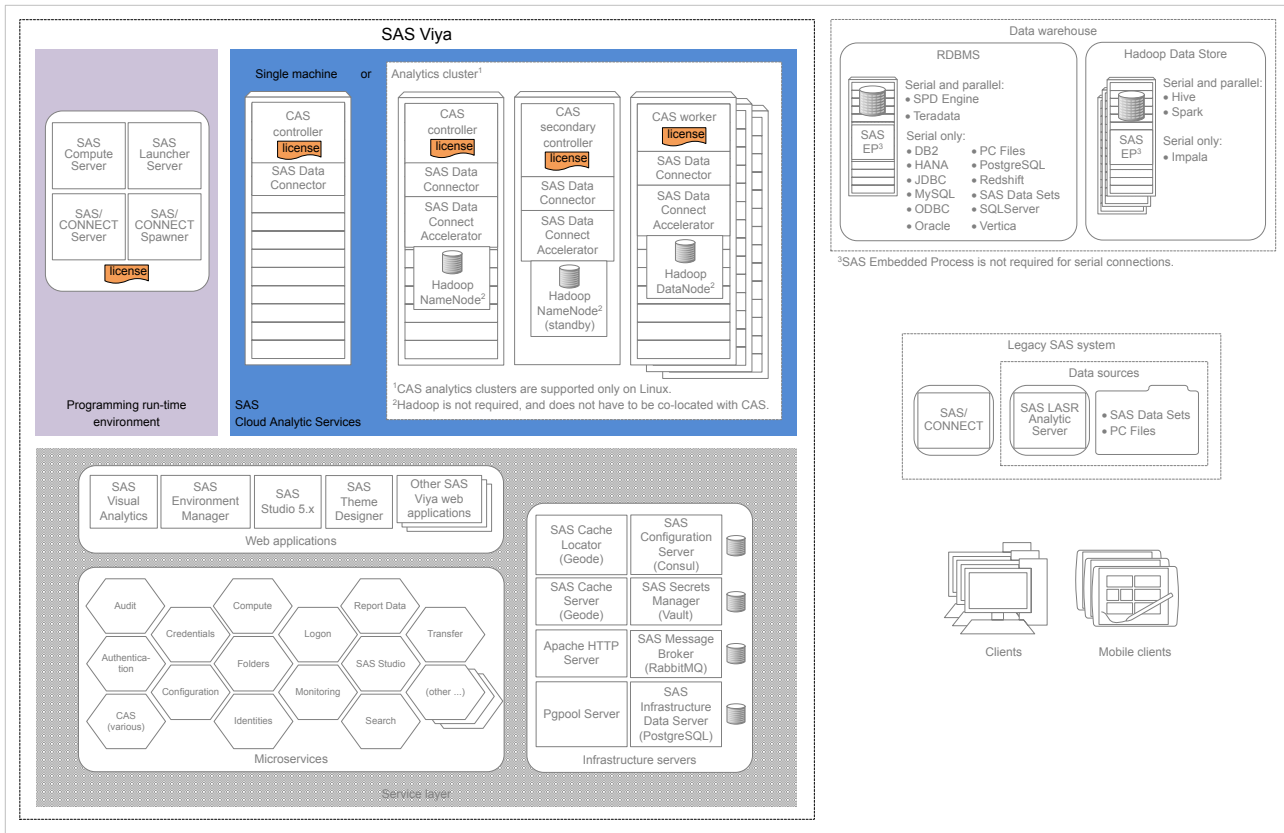 SAS Viya
Programming run-time
environment
SAS
Compute
Server
SAS
Launcher
Server
SAS/
CONNECT
Server
SAS/
CONNECT
Spawner
license
Single machine or Analytics cluster¹
CAS
controller
license
SAS Data
Connector
CAS
controller
license
SAS Data
Connector
SAS Data
Connect
Accelerator
Hadoop
NameNode²
CAS
secondary
controller
license
SAS Data
Connector
SAS Data
Connect
Accelerator
Hadoop
NameNode²
(standby)
CAS worker
license
SAS Data
Connector
SAS Data
Connect
Accelerator
Hadoop
DataNode²
¹CAS analytics clusters are supported only on Linux.
²Hadoop is not required, and does not have to be co-located with CAS.
SAS
Cloud Analytic Services
SAS
Visual
Analytics
SAS
Environment
Manager
SAS
Studio 5.x
SAS
Theme
Designer
Other SAS
Viya web
applications
Web applications
Audit
Compute
Report Data
Credentials
Logon
Transfer
Authentica-
tion
Folders
SAS Studio
Configuration
Monitoring
(other ...)
CAS
(various)
Identities
Search
Microservices
SAS Cache
Locator
(Geode)
SAS
Configuration
Server
(Consul)
SAS Cache
Server
(Geode)
SAS Secrets
Manager
(Vault)
Apache HTTP
Server
SAS Message
Broker
(RabbitMQ)
Pgpool Server
SAS
Infrastructure
Data Server
(PostgreSQL)
Infrastructure servers
Service layer
Data warehouse
RDBMS
SAS
EP³
Serial and parallel:
• SPD Engine
• Teradata
Serial only:
• DB2
• HANA
• JDBC
• MySQL
• ODBC
• Oracle
• PC Files
• PostgreSQL
• Redshift
• SAS Data Sets
• SQLServer
• Vertica
Hadoop Data Store
SAS
EP³
Serial and parallel:
• Hive
• Spark
Serial only:
• Impala
³SAS Embedded Process is not required for serial connections.
Legacy SAS system
SAS/
CONNECT
Data sources
SAS LASR
Analytic
Server
• SAS Data Sets
• PC Files
Clients
Mobile clients